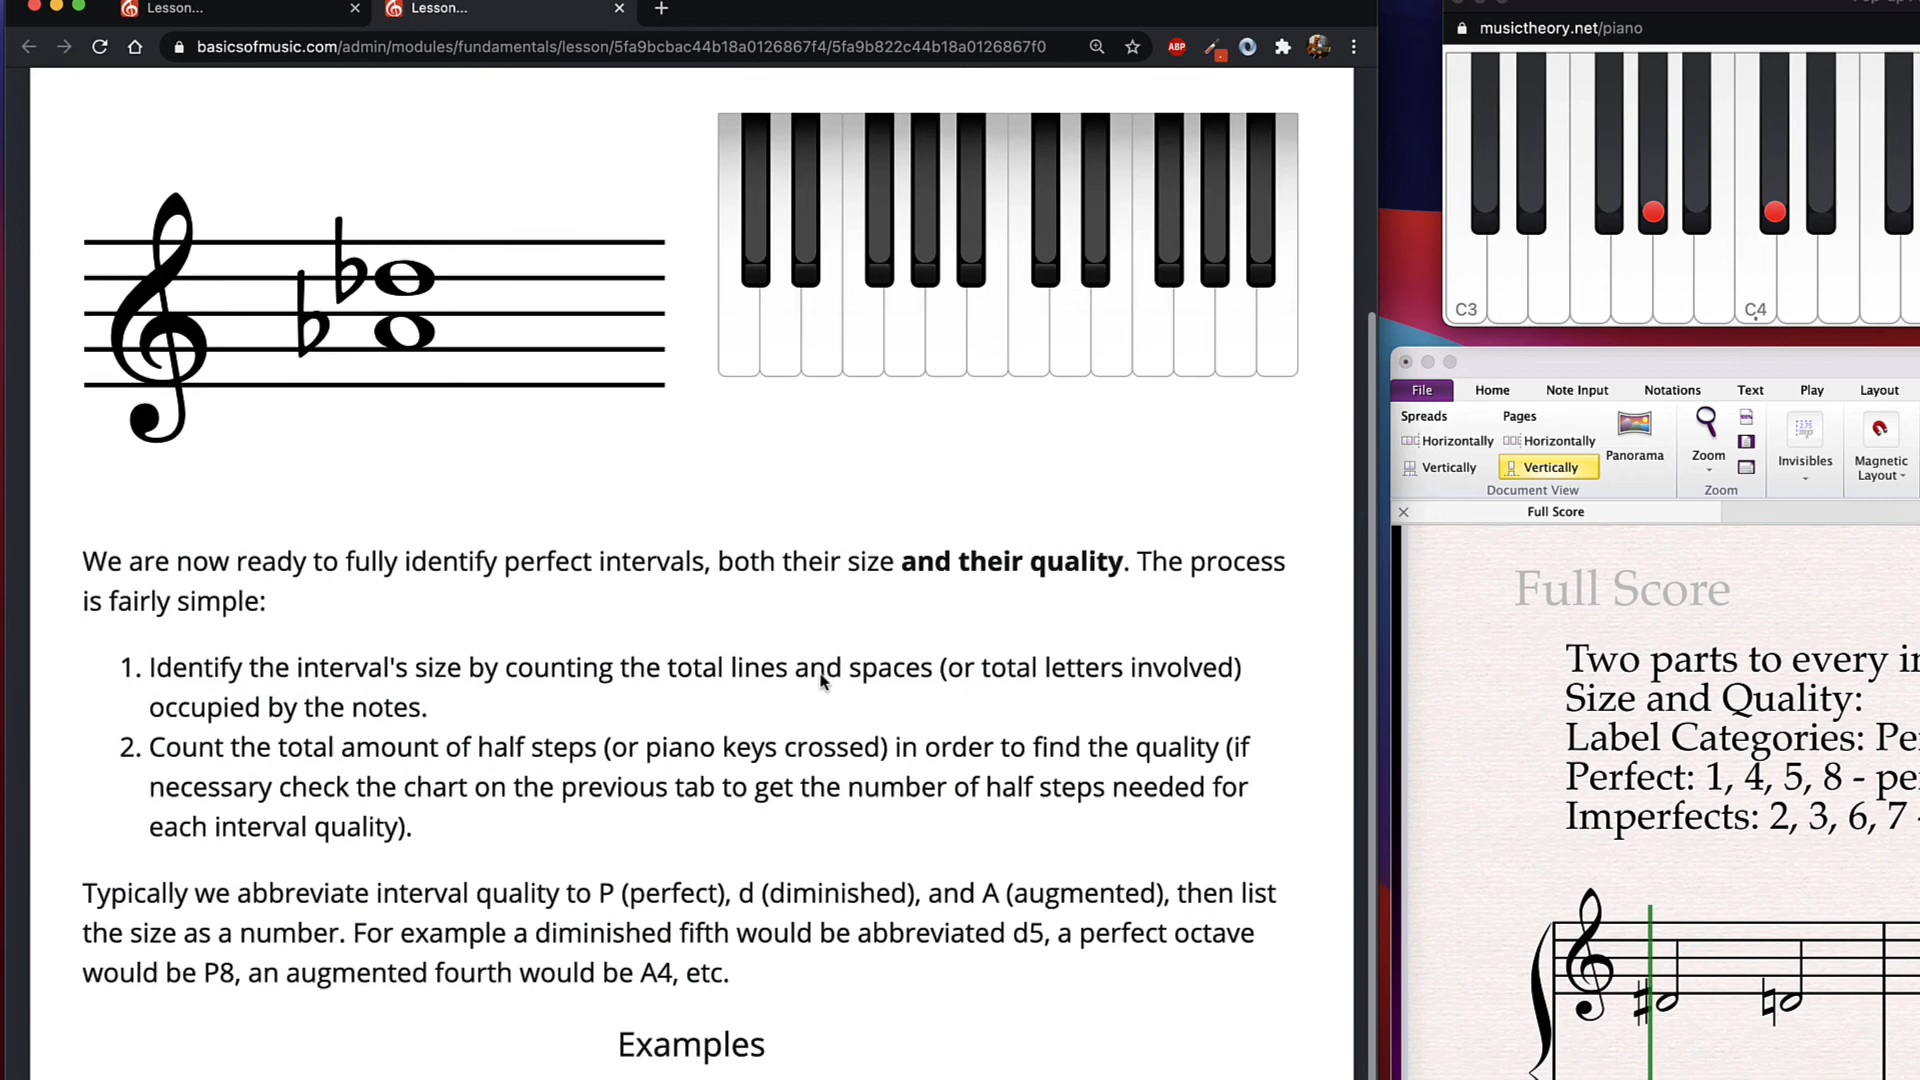 Lesson...
Lesson...
basicsofmusic.com/admin/modules/fundamentals/lesson/5fa9bcbac44b18a0126867f4/5fa9b822c44b18a0126867f0
ABP
We are now ready to fully identify perfect intervals, both their size and their quality. The process
is fairly simple:
1. Identify the interval's size by counting the total lines and spaces (or total letters involved)
occupied by the notes.
2. Count the total amount of half steps (or piano keys crossed) in order to find the quality (if
necessary check the chart on the previous tab to get the number of half steps needed for
each interval quality).
Typically we abbreviate interval quality to P (perfect), d (diminished), and A (augmented), then list
the size as a number. For example a diminished fifth would be abbreviated d5, a perfect octave
would be P8, an augmented fourth would be A4, etc.
Examples
musictheory.net/piano
C3
C4
File
Home
Note Input
Notations
Text
Play
Layout
Spreads
Pages
Horizontally
Horizontally
Vertically
Vertically
Panorama
Zoom
Invisibles
Magnetic
Layout
Document View
Zoom
Full Score
Full Score
Two parts to every
Size and Quality:
Label Categories:
Perfect: 1, 4, 5, 8 -
Imperfects: 2, 3, 6, 7